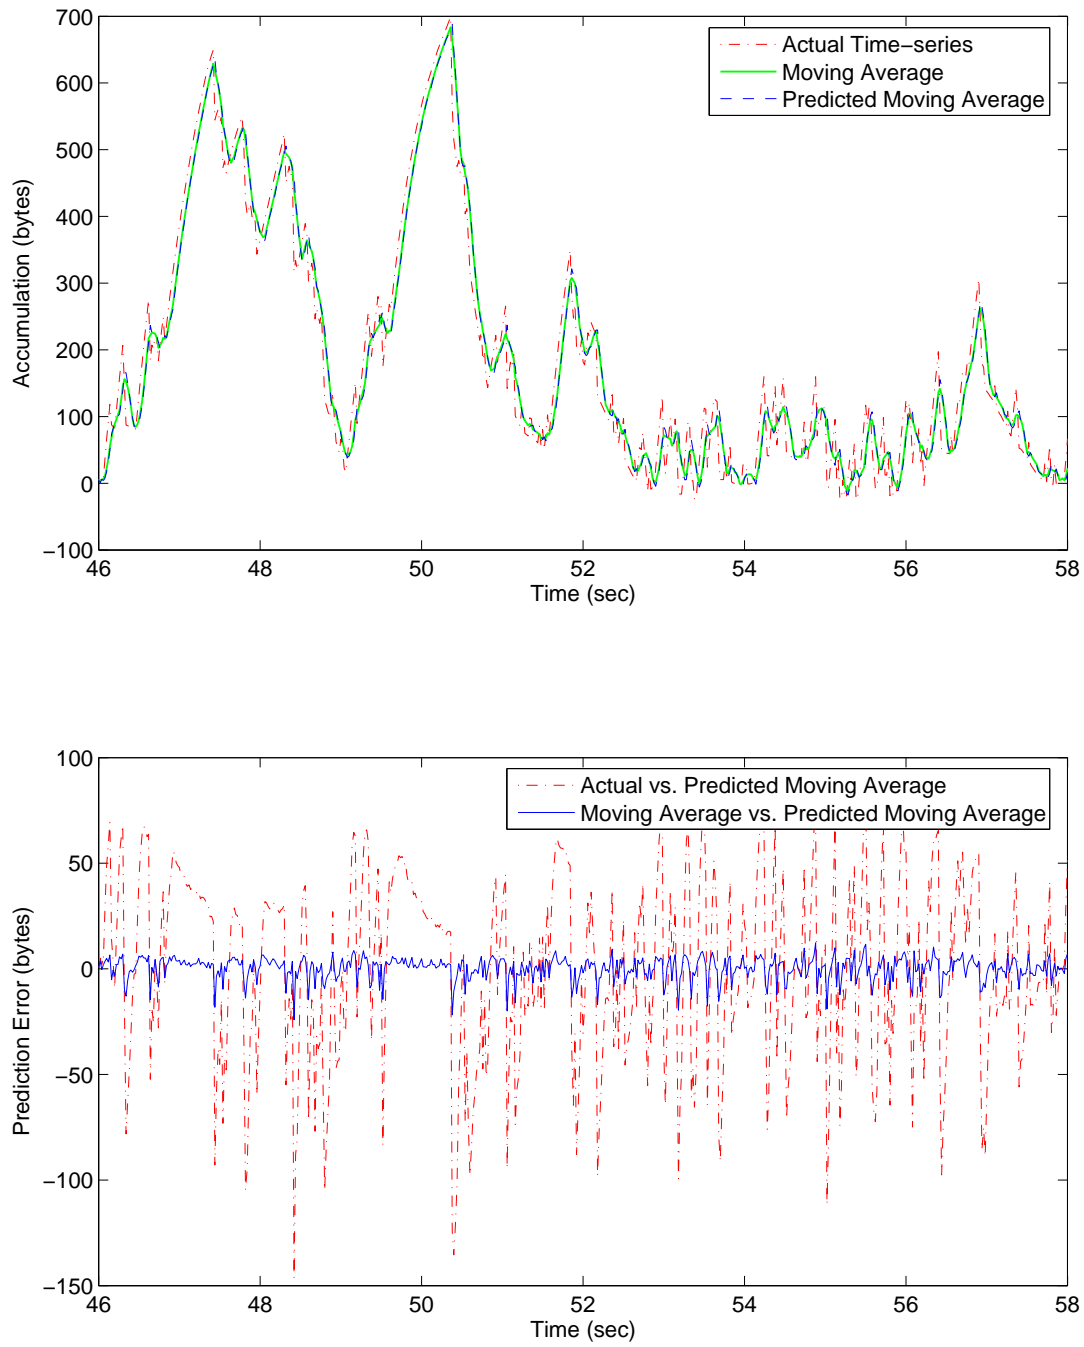 700
600
500
400
300
200
100
0
−100
Accumulation (bytes)
Actual Time−series
Moving Average
Predicted Moving Average
46 48 50 52 54 56 58
Time (sec)
100
50
0
−50
−100
−150
Prediction Error (bytes)
Actual vs. Predicted Moving Average
Moving Average vs. Predicted Moving Average
46 48 50 52 54 56 58
Time (sec)